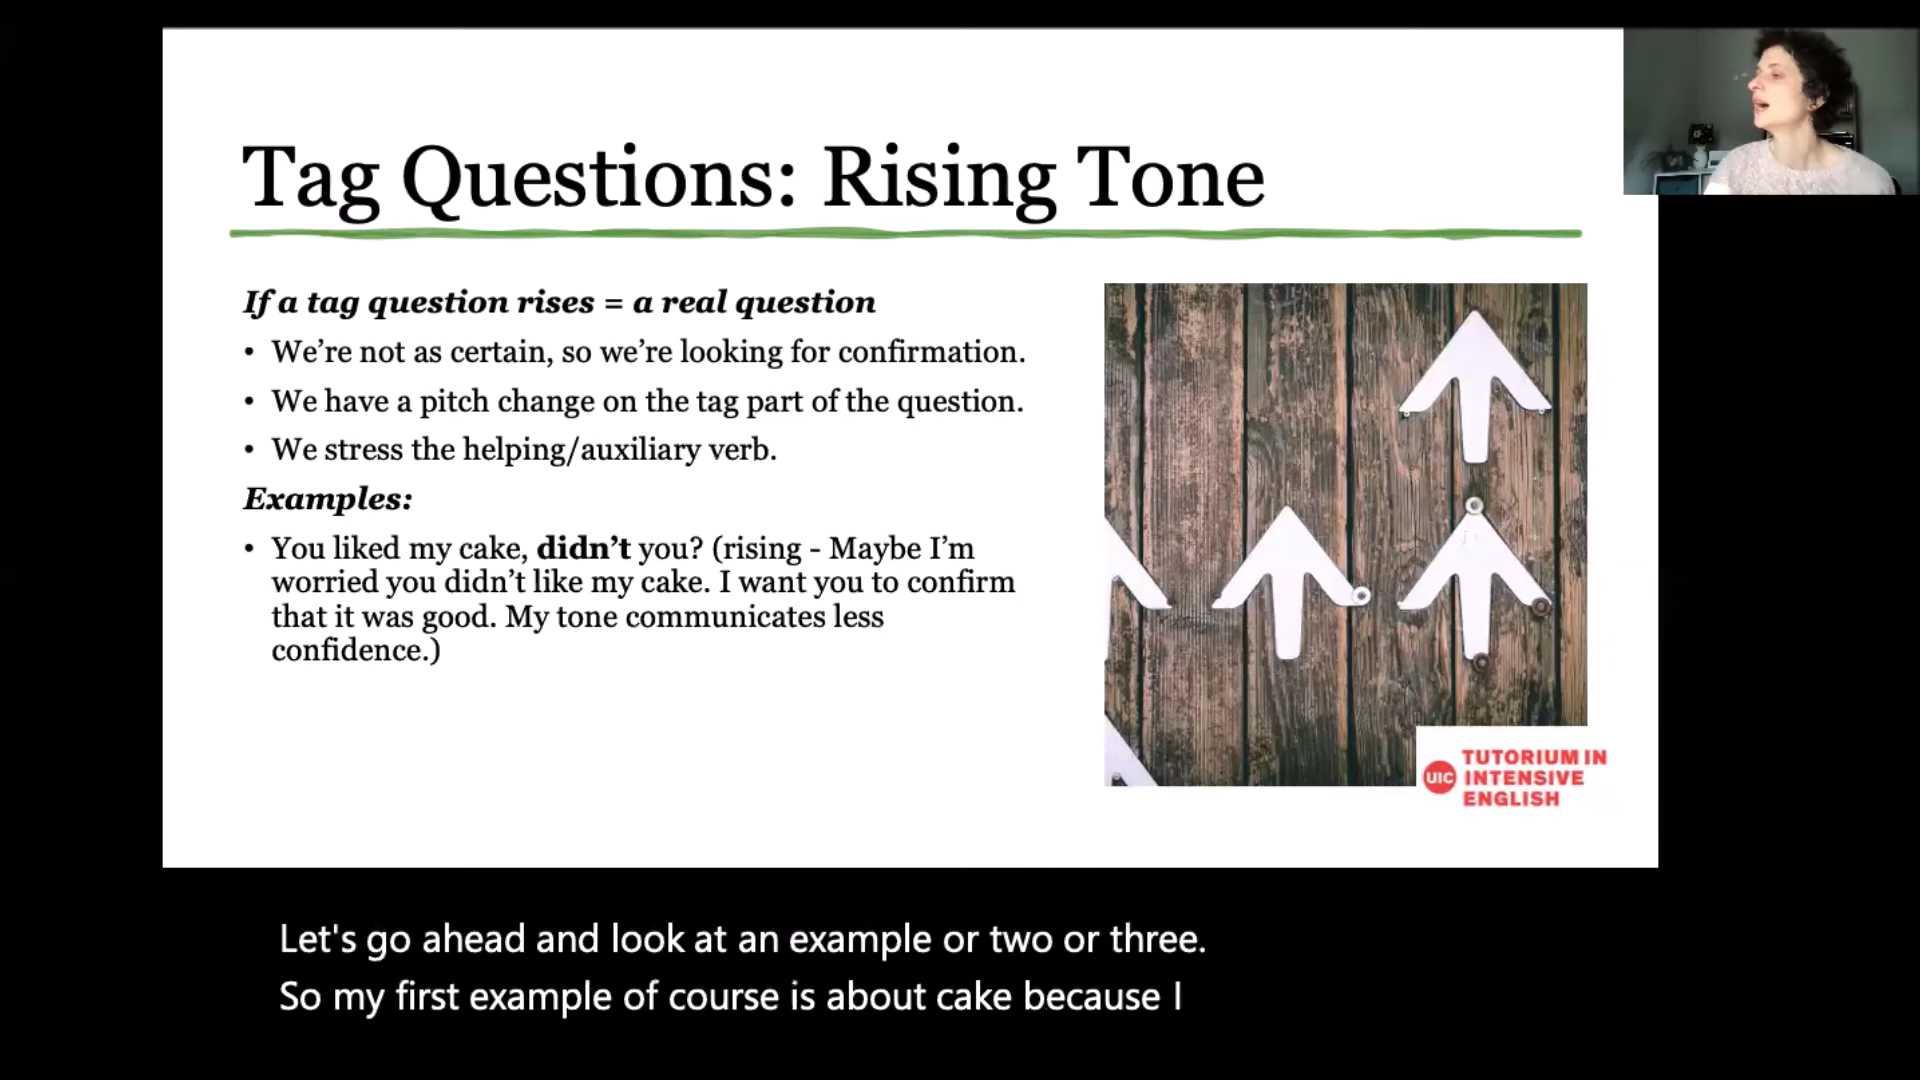 Tag Questions: Rising Tone
If a tag question rises = a real question
• We’re not as certain, so we’re looking for confirmation.
• We have a pitch change on the tag part of the question.
• We stress the helping/auxiliary verb.
Examples:
• You liked my cake, didn’t you? (rising - Maybe I’m
worried you didn’t like my cake. I want you to confirm
that it was good. My tone communicates less
confidence.)
UIC
TUTORIUM IN
INTENSIVE
ENGLISH
Let's go ahead and look at an example or two or three.
So my first example of course is about cake because I